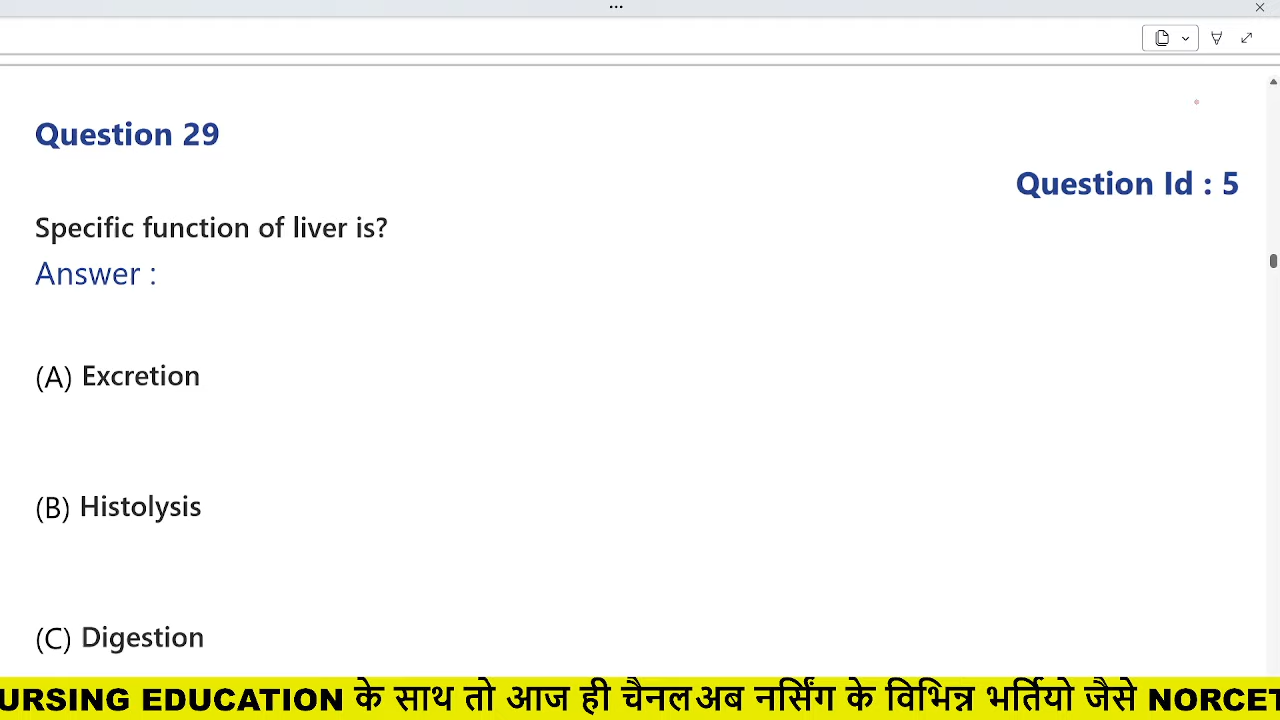 Question 29
Question Id : 5
Specific function of liver is?
Answer :
(A) Excretion
(B) Histolysis
(C) Digestion
URSING EDUCATION के साथ तो आज ही चैनलअब नर्सिंग के विभिन्न भर्तियो जैसे NORCET